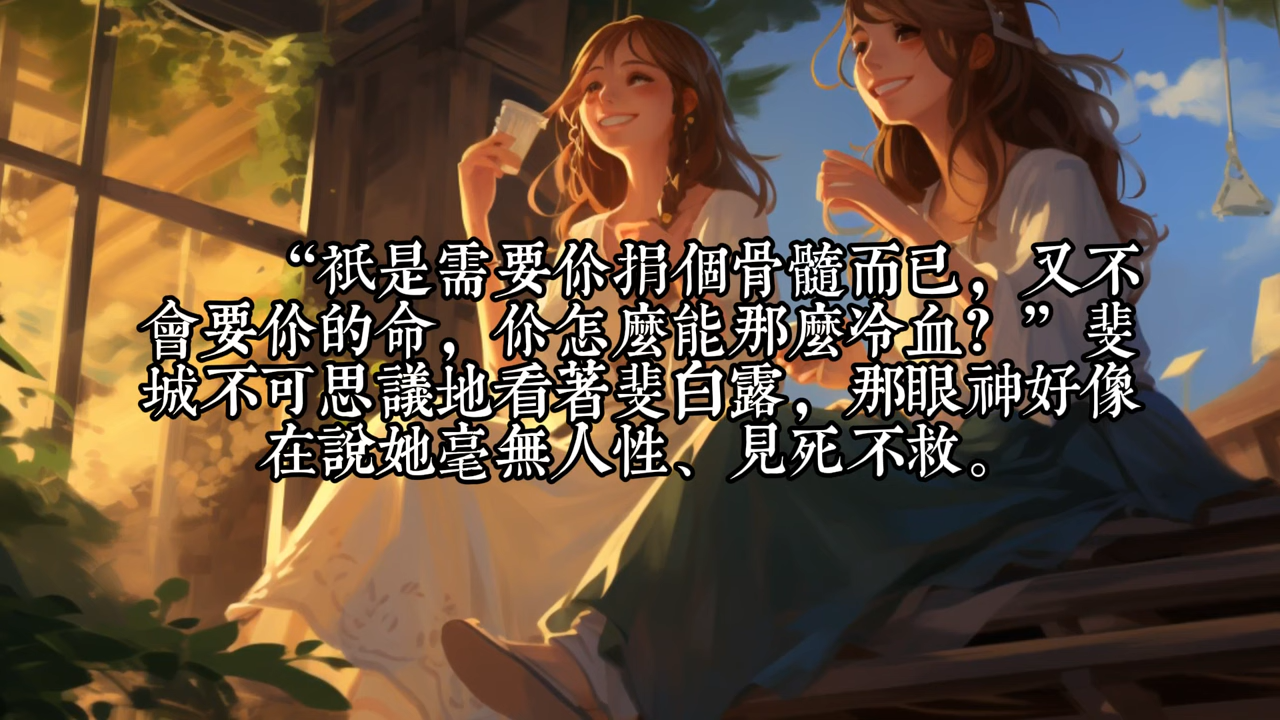 “衹是需要你捐個骨髓而已，又不
會要你的命，你怎麼能那麼冷血？”斐
城不可思議地看著斐白露，那眼神好像
在說她毫無人性、見死不救。